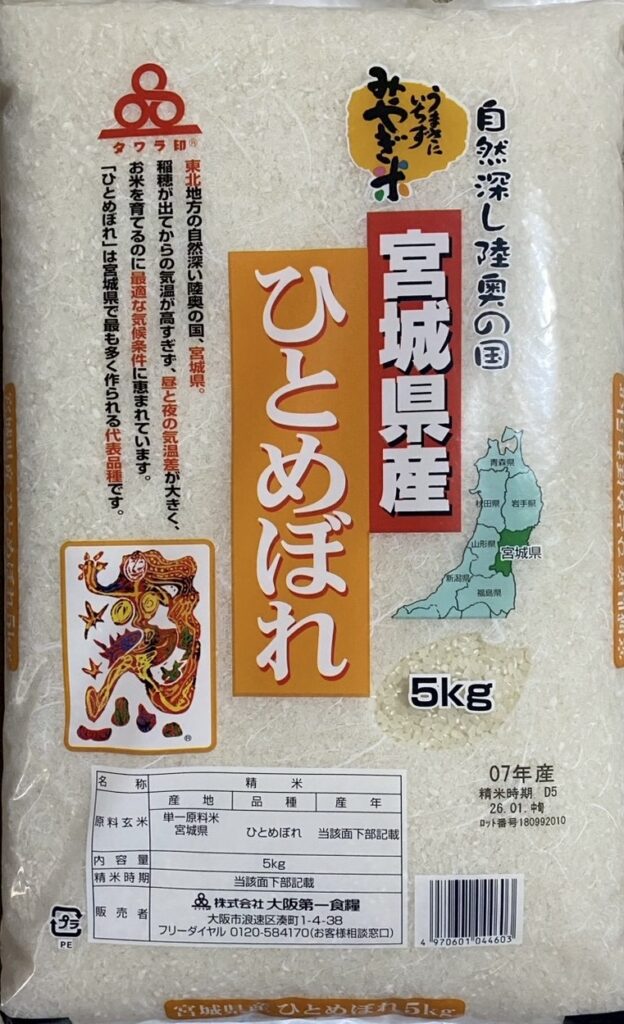 自然深し陸奥の国
うまさに
いちず
みやぎ米
宮城県産
ひとめぼれ
タワラ印®
東北地方の自然深い陸奥の国、宮城県。
稲穂が出てからの気温が高すぎず、昼と夜の気温差が大きく、
お米を育てるのに最適な気候条件に恵まれています。
「ひとめぼれ」は宮城県で最も多く作られる代表品種です。
青森県
秋田県
岩手県
山形県
宮城県
新潟県
福島県
5kg
®
07年産
精米時期 D5
26.01.中旬
ロット番号180992010
名称 精米
原料玄米 産地 品種 産年
単一原料米
宮城県 ひとめぼれ 当該面下部記載
内容量 5kg
精米時期 当該面下部記載
販売者 株式会社 大阪第一食糧
大阪市浪速区湊町1-4-38
フリーダイヤル 0120-584170(お客様相談窓口)
プラ
PE
4 970601 044603
宮城県産 ひとめぼれ 5kg